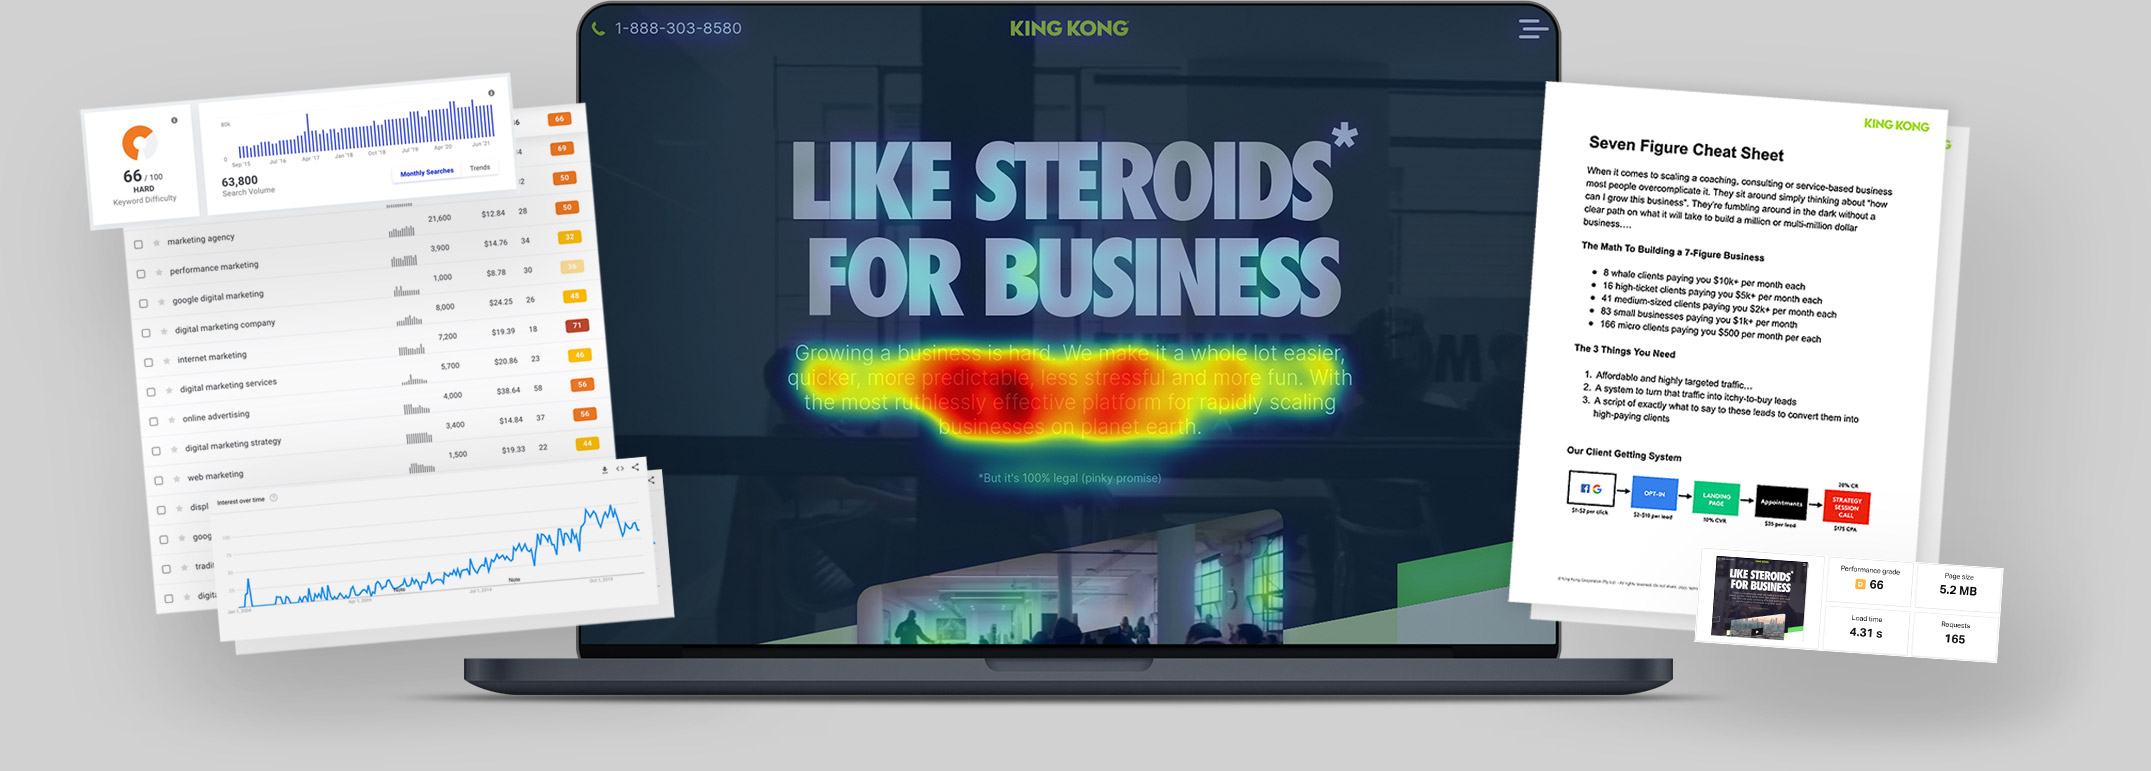 1-888-303-8580
KING KONG
LIKE STEROIDS*
FOR BUSINESS
Growing a business is hard. We make it a whole lot easier,
quicker, more predictable, less stressful and more fun. With
the most ruthlessly effective platform for rapidly scaling
businesses on planet earth.
*But it's 100% legal (pinky promise)
66 / 100
HARD
Keyword Difficulty
80k
0
Sep '15
Jul '16
Apr '17
Jan '18
Oct '18
Jul '19
Apr '20
Jun '21
63,800
Search Volume
Monthly Searches
Trends
66
69
50
21,600 $12.84 28 50
marketing agency 3,900 $14.76 34 32
performance marketing 1,000 $8.78 30 36
google digital marketing 8,000 $24.25 26 48
digital marketing company 7,200 $19.39 18 71
internet marketing 5,700 $20.86 23 46
digital marketing services 4,000 $38.64 58 56
online advertising 3,400 $14.84 37 56
digital marketing strategy 1,500 $19.33 22 44
web marketing
displ
goog
tradit
digita
Interest over time
Note
Note
KING KONG
Seven Figure Cheat Sheet
When it comes to scaling a coaching, consulting or service-based business
most people overcomplicate it. They sit around simply thinking about "how
can I grow this business". They're fumbling around in the dark without a
clear path on what it will take to build a million or multi-million dollar
business....
The Math To Building a 7-Figure Business
8 whale clients paying you $10k+ per month each
16 high-ticket clients paying you $5k+ per month each
41 medium-sized clients paying you $2k+ per month each
83 small businesses paying you $1k+ per month
166 micro clients paying you $500 per month each
The 3 Things You Need
1. Affordable and highly targeted traffic...
2. A system to turn that traffic into itchy-to-buy leads
3. A script of exactly what to say to these leads to convert them into
high-paying clients
Our Client Getting System
20% CR
OPT-IN
LANDING
PAGE
Appointments
STRATEGY
SESSION
CALL
$1-$2 per click
$2-$10 per lead
10% CVR
$35 per lead
$175 CPA
LIKE STEROIDS*
FOR BUSINESS
Performance grade
D 66
Page size
5.2 MB
Load time
4.31 s
Requests
165